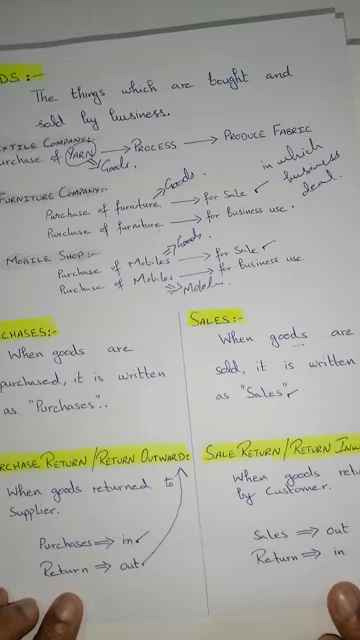 DS:-
The things which are bought and
sold by business.
EXTILE COMPANY:-
urchase of YARN → PROCESS → PRODUCE FABRIC
Goods.
FURNITURE COMPANY:-
Goods.
in which
business
deal.
Purchase of furniture → for Sale
Purchase of furniture → for Business use.
Goods.
MOBILE SHOP:-
Purchase of Mobiles → for Sale
Purchase of Mobiles → for Business use
CHASES:-
When goods are
purchased, it is written
as "Purchases"..
SALES:-
When goods are
sold, it is written
as "Sales"
RCHASE RETURN/RETURN OUTWARD:
When goods returned to
Supplier.
Purchases ⇒ in
Return ⇒ out
SALE RETURN/RETURN INW
When goods retu
by Customer.
Sales ⇒ out
Return ⇒ in